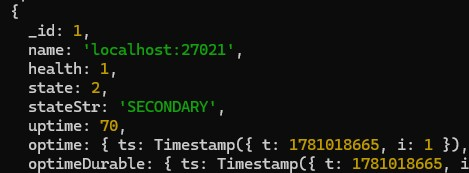 {
_id: 1,
name: 'localhost:27021',
health: 1,
state: 2,
stateStr: 'SECONDARY',
uptime: 70,
optime: { ts: Timestamp({ t: 1781018665, i: 1 }),
optimeDurable: { ts: Timestamp({ t: 1781018665, i